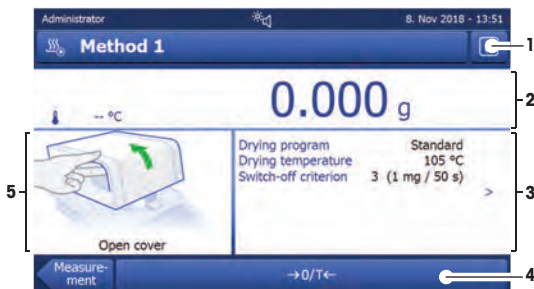 Administrator 8. Nov 2018 - 13:51
Method 1
1
0.000 g
-- °C
2
Drying program Standard
Drying temperature 105 °C
Switch-off criterion 3 (1 mg / 50 s)
>
3
5
Open cover
Measure-
ment
→0/T←
4